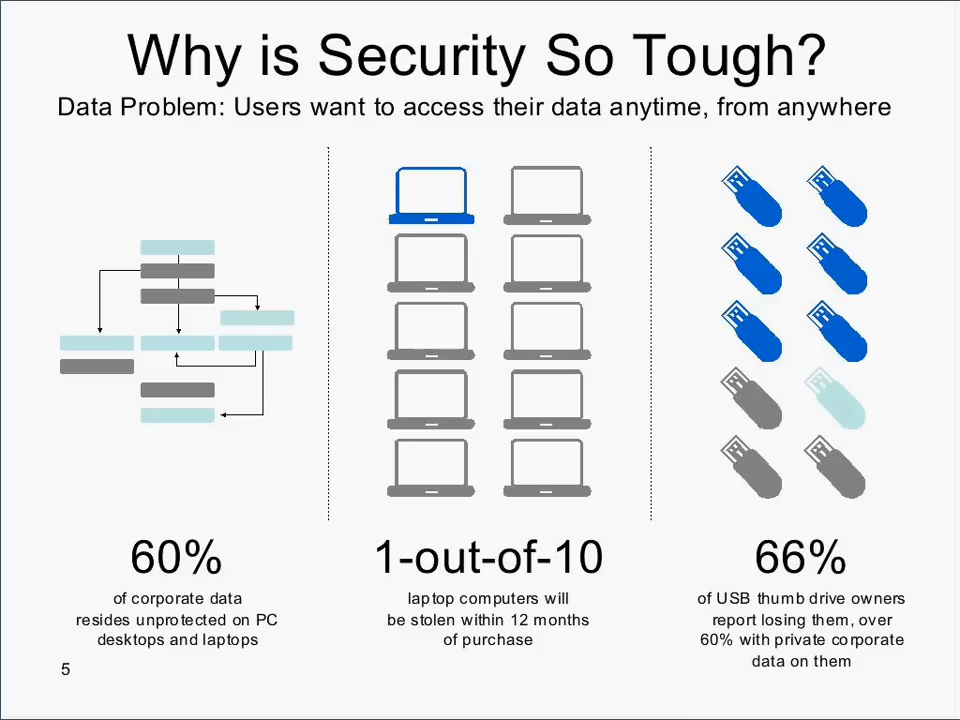 Why is Security So Tough?
Data Problem: Users want to access their data anytime, from anywhere
60%
of corporate data
resides unprotected on PC
desktops and laptops
1-out-of-10
laptop computers will
be stolen within 12 months
of purchase
66%
of USB thumb drive owners
report losing them, over
60% with private corporate
data on them
5